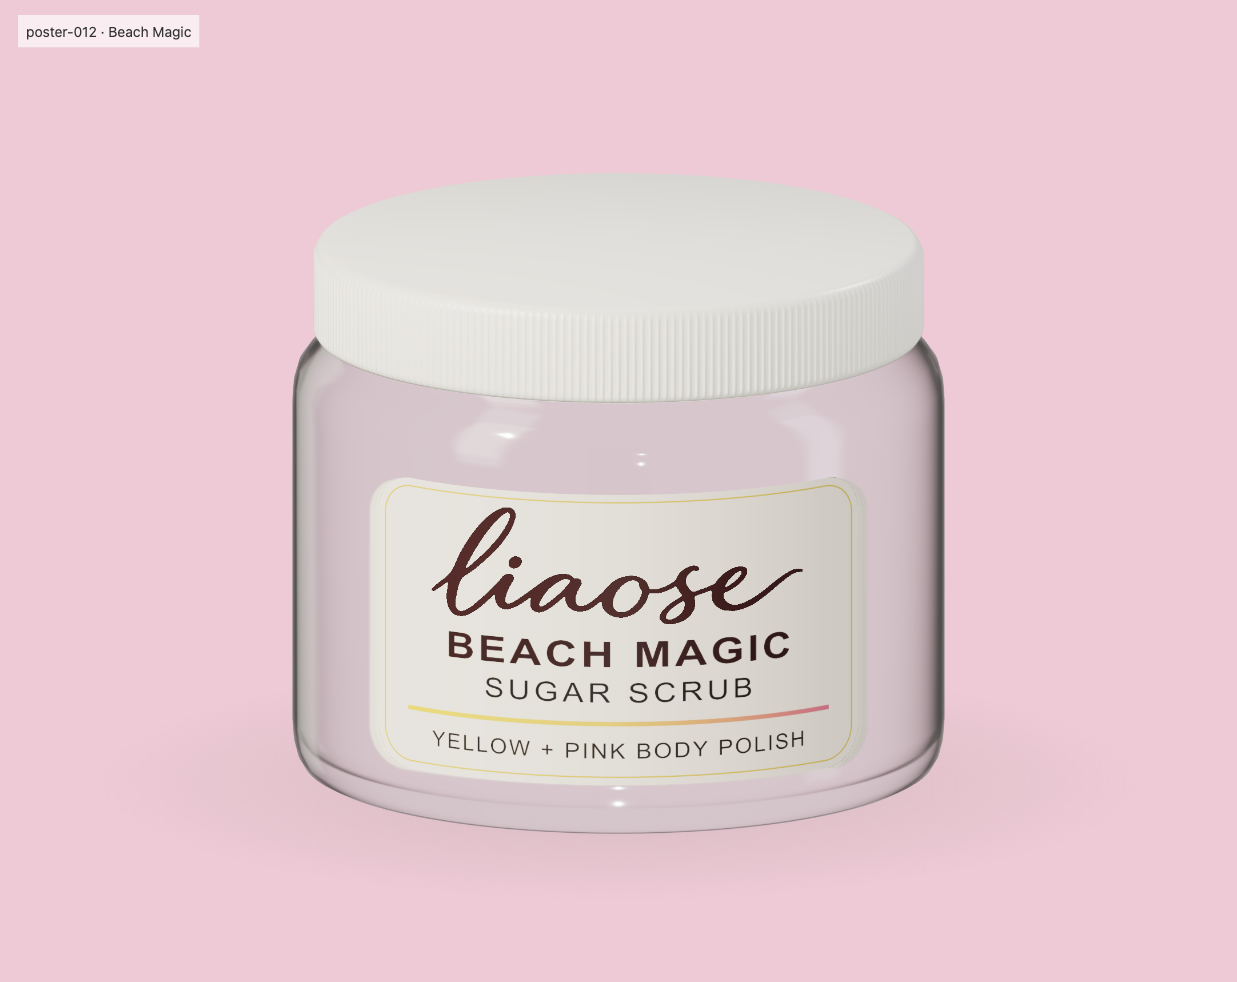 poster-012 · Beach Magic
liaose
BEACH MAGIC
SUGAR SCRUB
YELLOW + PINK BODY POLISH